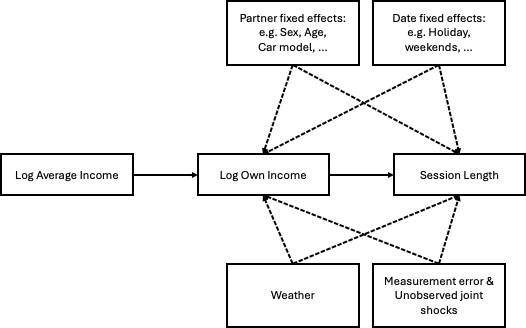 Partner fixed effects:
e.g. Sex, Age,
Car model, ...
Date fixed effects:
e.g. Holiday,
weekends, ...
Log Average Income
Log Own Income
Session Length
Weather
Measurement error &
Unobserved joint
shocks